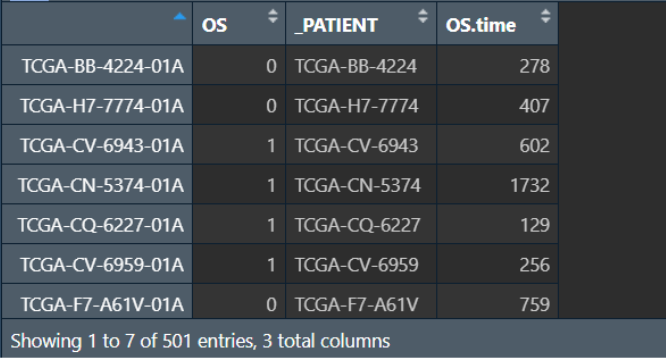 OS _PATIENT OS.time
TCGA-BB-4224-01A 0 TCGA-BB-4224 278
TCGA-H7-7774-01A 0 TCGA-H7-7774 407
TCGA-CV-6943-01A 1 TCGA-CV-6943 602
TCGA-CN-5374-01A 1 TCGA-CN-5374 1732
TCGA-CQ-6227-01A 1 TCGA-CQ-6227 129
TCGA-CV-6959-01A 1 TCGA-CV-6959 256
TCGA-F7-A61V-01A 0 TCGA-F7-A61V 759
Showing 1 to 7 of 501 entries, 3 total columns